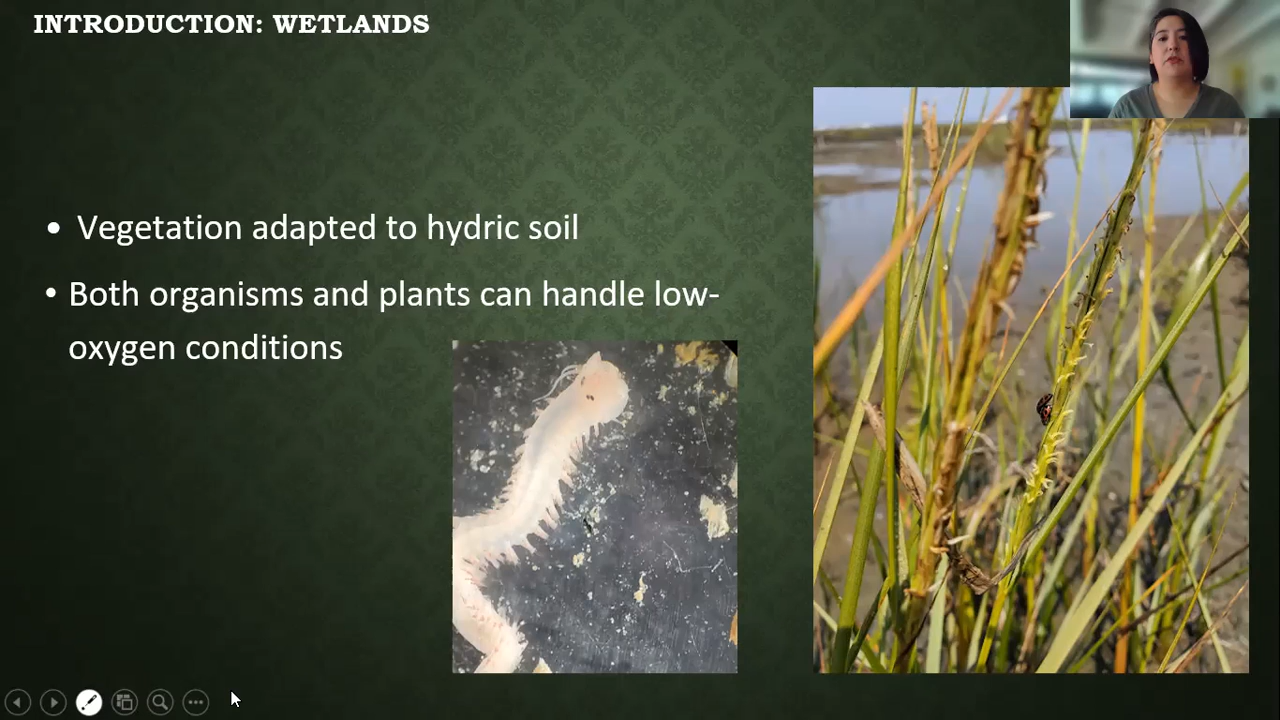 INTRODUCTION: WETLANDS
• Vegetation adapted to hydric soil
• Both organisms and plants can handle low-
oxygen conditions